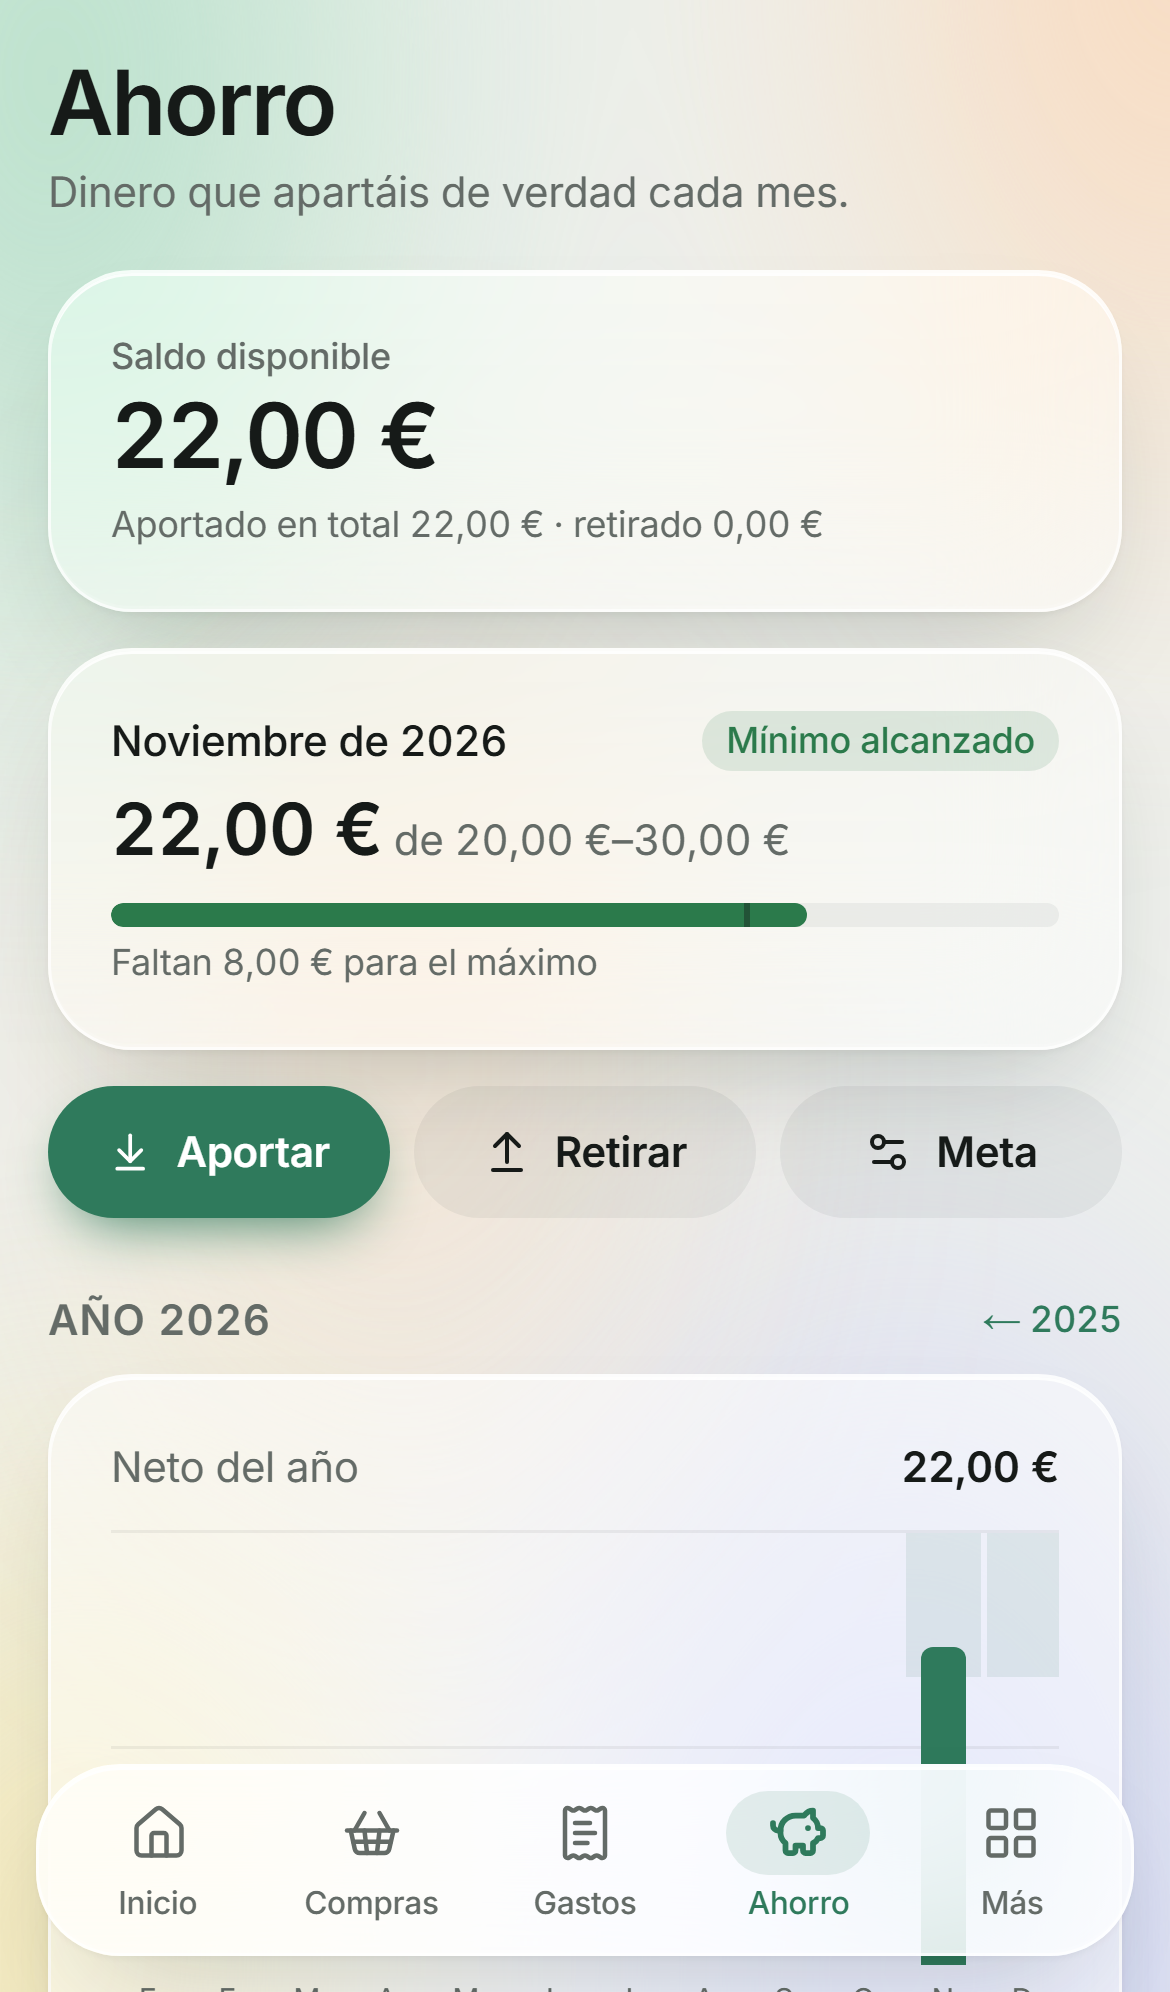 Ahorro
Dinero que apartáis de verdad cada mes.
Saldo disponible
22,00 €
Aportado en total 22,00 € · retirado 0,00 €
Noviembre de 2026 Mínimo alcanzado
22,00 € de 20,00 €–30,00 €
Faltan 8,00 € para el máximo
Aportar Retirar Meta
AÑO 2026 ← 2025
Neto del año 22,00 €
Inicio Compras Gastos Ahorro Más